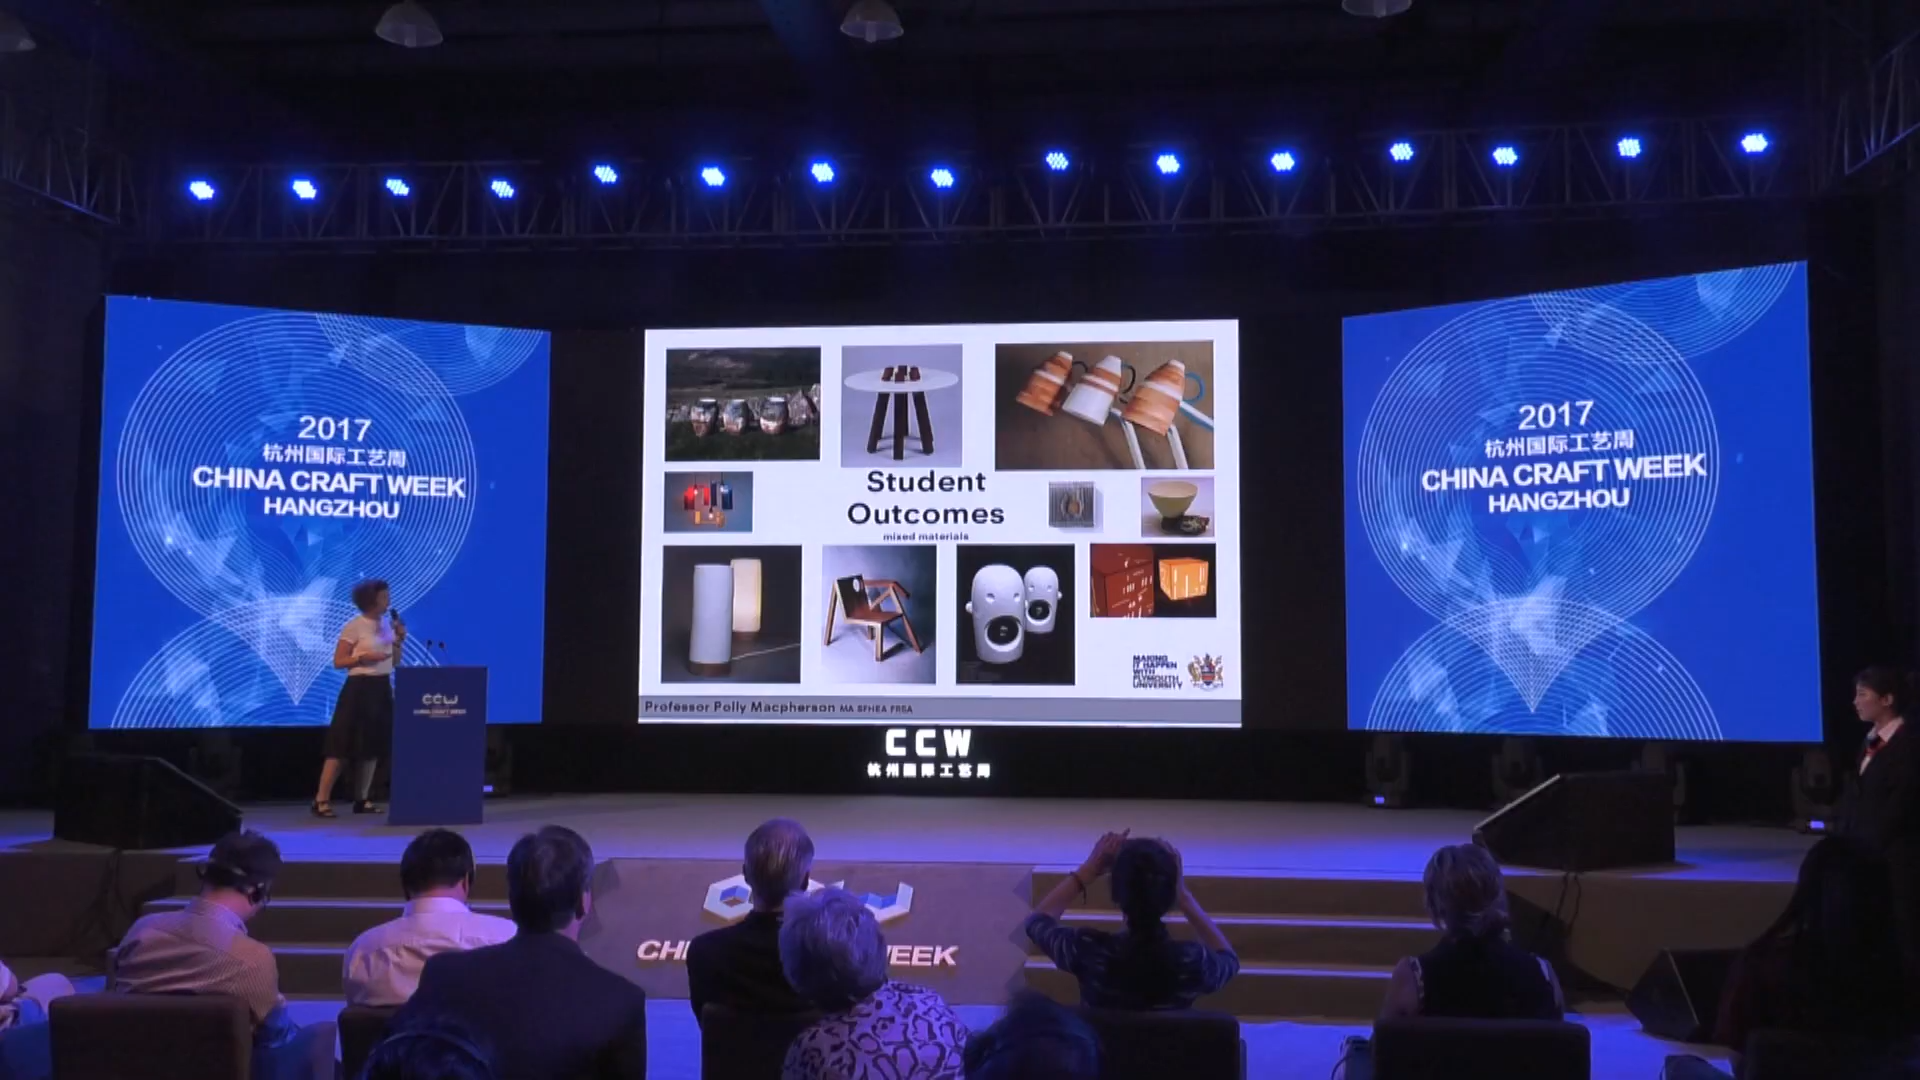 2017
杭州国际工艺周
CHINA CRAFT WEEK
HANGZHOU
Student
Outcomes
mixed materials
MAKING
IT HAPPEN
WITH
PLYMOUTH
UNIVERSITY
Professor Polly Macpherson MA SFHEA FRSA
2017
杭州国际工艺周
CHINA CRAFT WEEK
HANGZHOU
CCW
CHINA CRAFT WEEK
CCW
杭州国际工艺周
WEEK